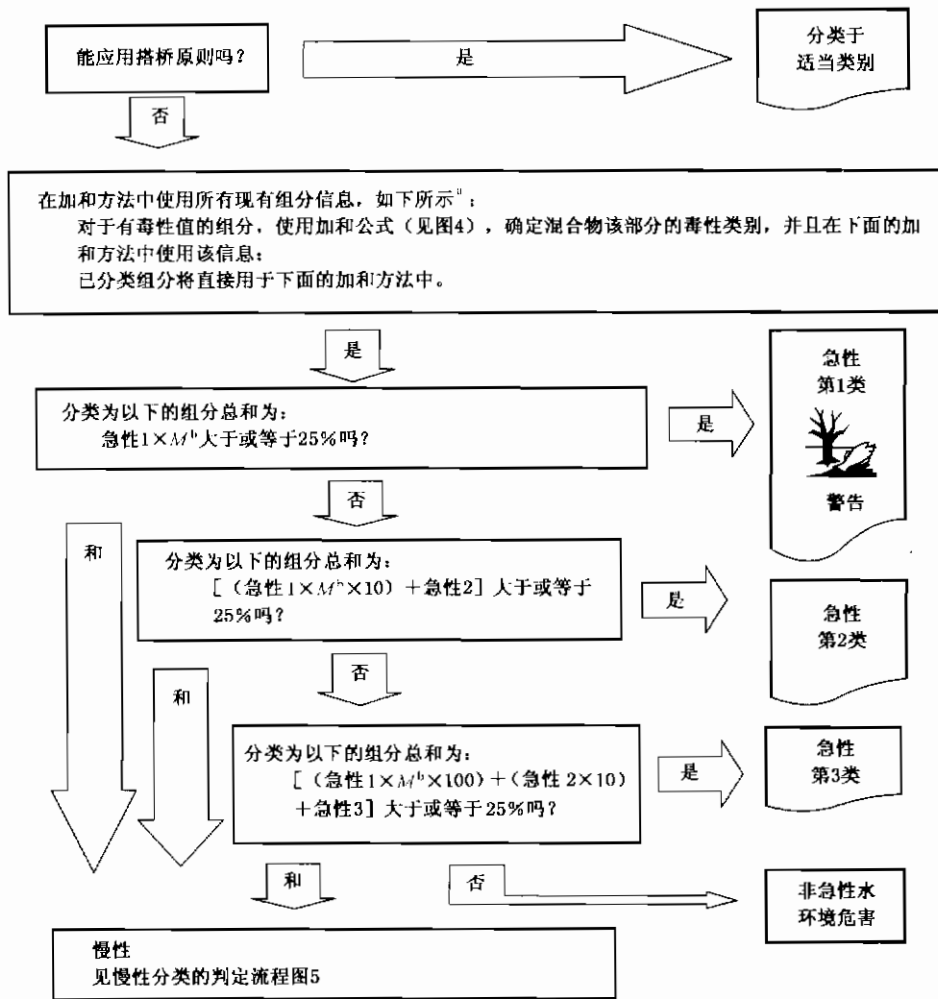 能应用搭桥原则吗?
是
分类于
适当类别
否
在加和方法中使用所有现有组分信息,如下所示a:
对于有毒性值的组分,使用加和公式(见图4),确定混合物该部分的毒性类别,并且在下面的加
和方法中使用该信息;
已分类组分将直接用于下面的加和方法中。
是
分类为以下的组分总和为:
急性1×Mb大于或等于25%吗?
是
急性
第1类
警告
否
和
分类为以下的组分总和为:
[(急性1×Mb×10)+急性2]大于或等于
25%吗?
是
急性
第2类
否
和
分类为以下的组分总和为:
[(急性1×Mb×100)+(急性2×10)
+急性3]大于或等于25%吗?
是
急性
第3类
和
否
非急性水
环境危害
慢性
见慢性分类的判定流程图5